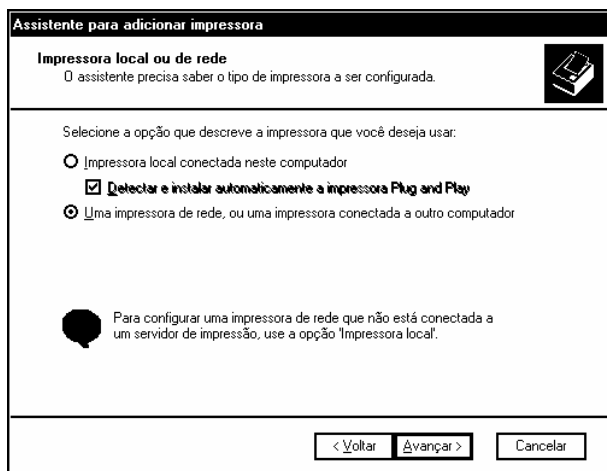 Assistente para adicionar impressora
Impressora local ou de rede
O assistente precisa saber o tipo de impressora a ser configurada.
Selecione a opção que descreve a impressora que você deseja usar:
Impressora local conectada neste computador
Detectar e instalar automaticamente a impressora Plug and Play
Uma impressora de rede, ou uma impressora conectada a outro computador
Para configurar uma impressora de rede que não está conectada a
um servidor de impressão, use a opção 'Impressora local'.
< Voltar Avançar > Cancelar